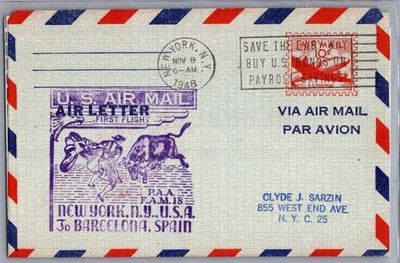 NEW YORK, N.Y.
NOV 8
6-AM
1948
SAVE THE EASY WAY
BUY U.S. BONDS ON
PAYROLL SAVINGS
10¢
U.S. AIR MAIL
AIR LETTER
FIRST FLIGHT
VIA AIR MAIL
PAR AVION
P.A.A.
F.A.M. 18
NEW YORK, N.Y., U.S.A.
To BARCELONA, SPAIN
CLYDE J. SARZIN
855 WEST END AVE.
N. Y. C. 25